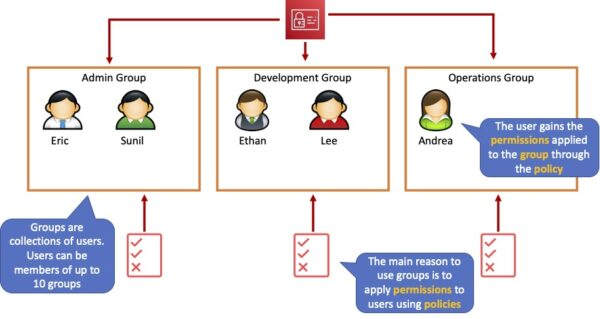 Admin Group
Development Group
Operations Group
Eric
Sunil
Ethan
Lee
Andrea
The user gains the
permissions applied
to the group through
the policy
Groups are
collections of users.
Users can be
members of up to
10 groups
The main reason to
use groups is to
apply permissions to
users using policies